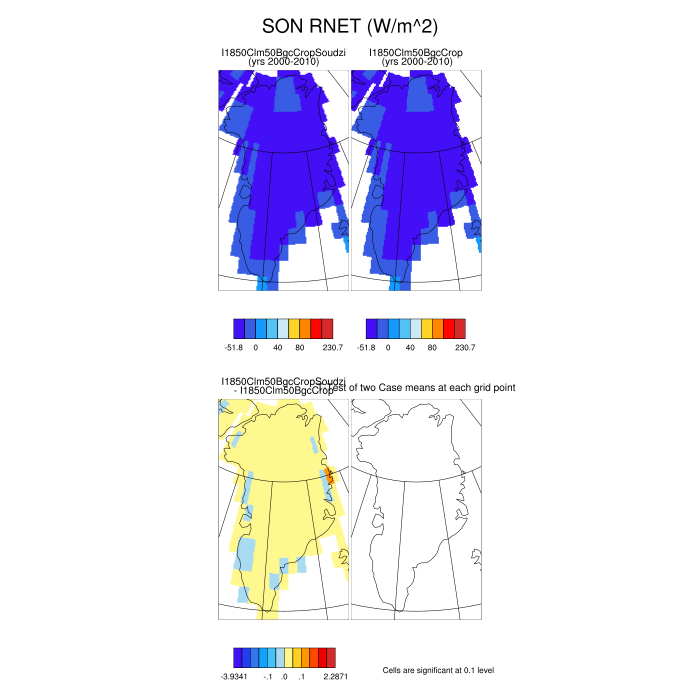 SON RNET (W/m^2)
I1850Clm50BgcCropSoudzi
(yrs 2000-2010)
I1850Clm50BgcCrop
(yrs 2000-2010)
-51.8 0 40 80 230.7
-51.8 0 40 80 230.7
I1850Clm50BgcCropSoudzi
- I1850Clm50BgcCrop
Test of two Case means at each grid point
-3.9341 -.1 .0 .1 2.2871
Cells are significant at 0.1 level